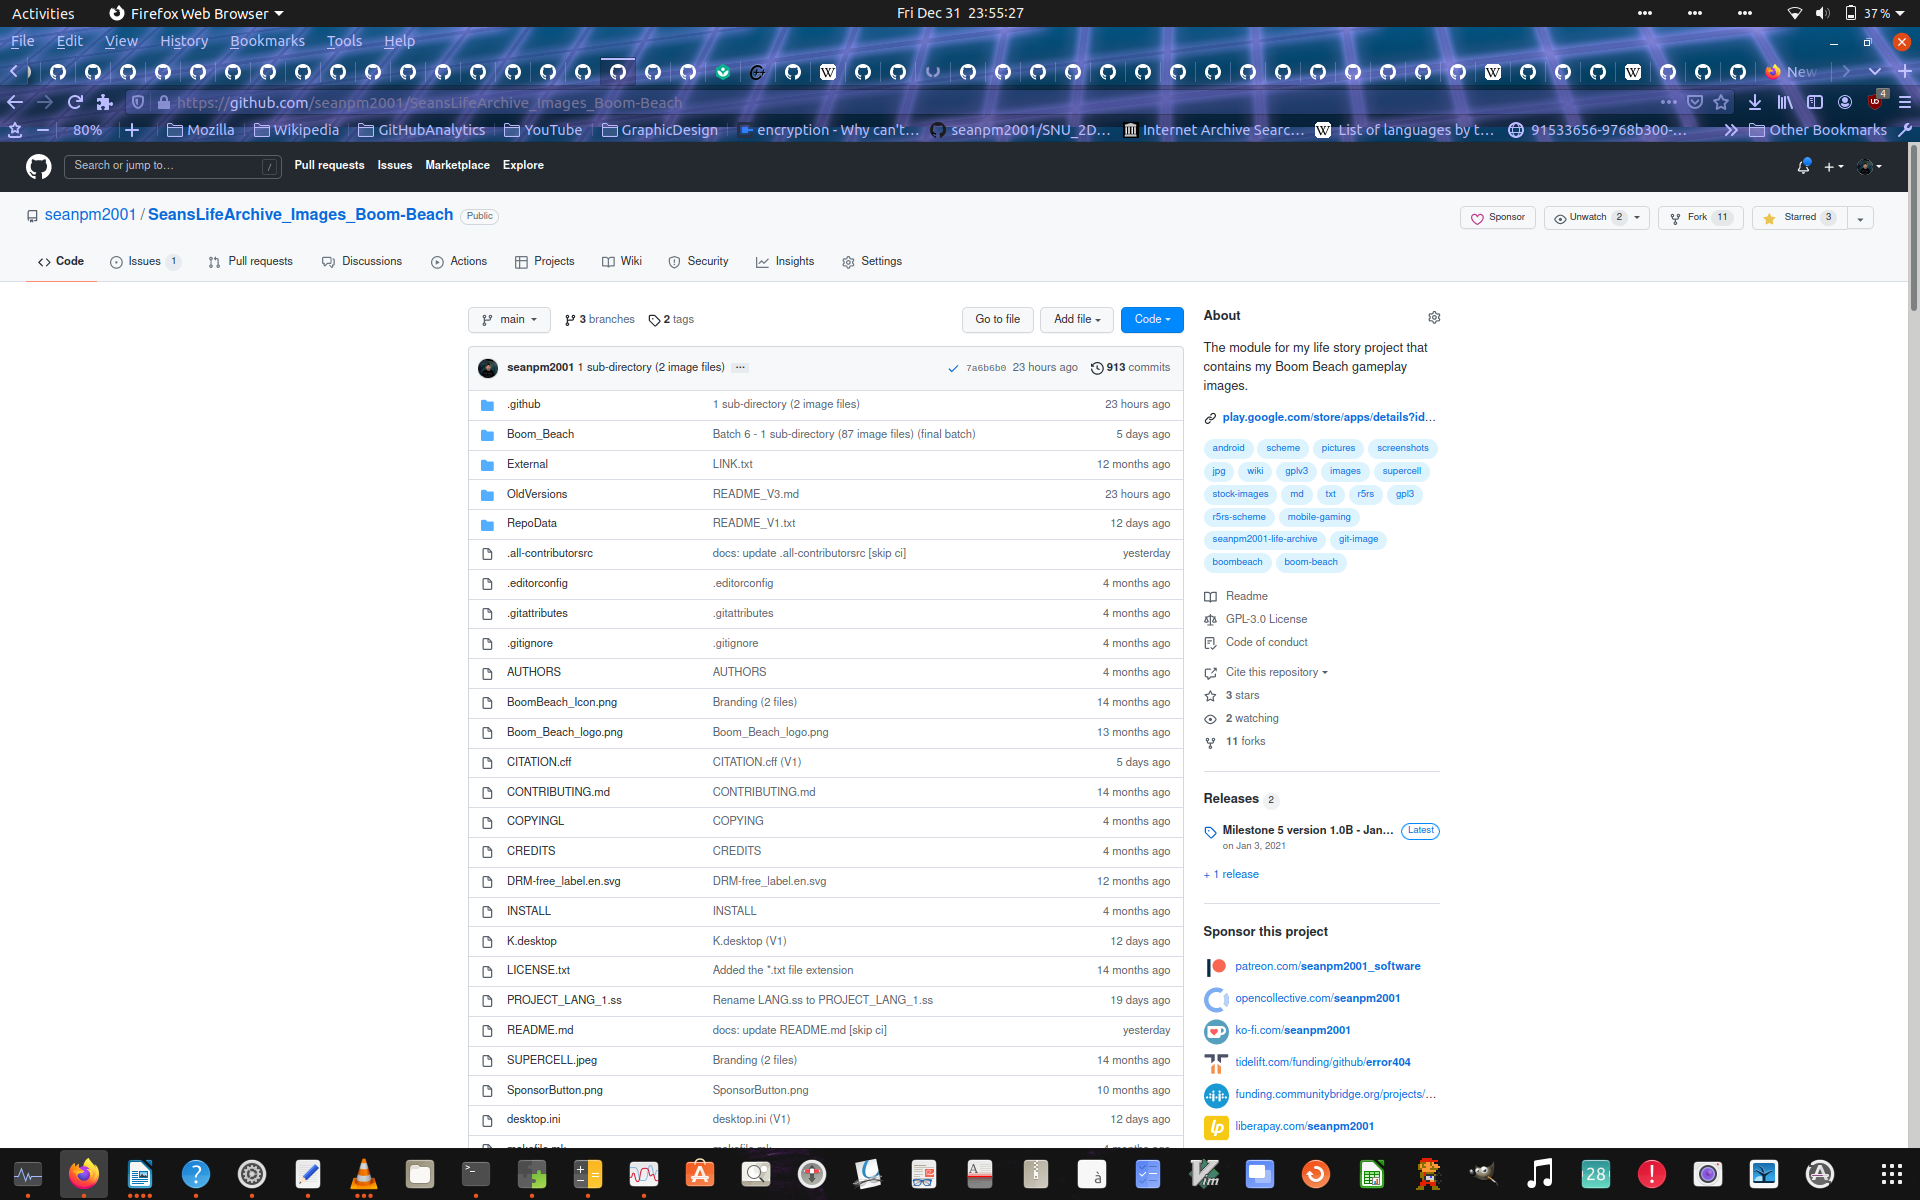 Activities Firefox Web Browser Fri Dec 31 23:55:27 37 %
File Edit View History Bookmarks Tools Help
New
https://github.com/seanpm2001/SeansLifeArchive_Images_Boom-Beach 4
80% Mozilla Wikipedia GitHubAnalytics YouTube GraphicDesign encryption - Why can't… seanpm2001/SNU_2D… Internet Archive Searc… List of languages by t… 91533656-9768b300-… Other Bookmarks
Search or jump to… / Pull requests Issues Marketplace Explore
seanpm2001 / SeansLifeArchive_Images_Boom-Beach Public Sponsor Unwatch 2 Fork 11 Starred 3
Code Issues 1 Pull requests Discussions Actions Projects Wiki Security Insights Settings
main 3 branches 2 tags Go to file Add file Code
seanpm2001 1 sub-directory (2 image files) … 7a6b6b0 23 hours ago 913 commits
.github 1 sub-directory (2 image files) 23 hours ago
Boom_Beach Batch 6 - 1 sub-directory (87 image files) (final batch) 5 days ago
External LINK.txt 12 months ago
OldVersions README_V3.md 23 hours ago
RepoData README_V1.txt 12 days ago
.all-contributorsrc docs: update .all-contributorsrc [skip ci] yesterday
.editorconfig .editorconfig 4 months ago
.gitattributes .gitattributes 4 months ago
.gitignore .gitignore 4 months ago
AUTHORS AUTHORS 4 months ago
BoomBeach_Icon.png Branding (2 files) 14 months ago
Boom_Beach_logo.png Boom_Beach_logo.png 13 months ago
CITATION.cff CITATION.cff (V1) 5 days ago
CONTRIBUTING.md CONTRIBUTING.md 14 months ago
COPYINGL COPYING 4 months ago
CREDITS CREDITS 4 months ago
DRM-free_label.en.svg DRM-free_label.en.svg 12 months ago
INSTALL INSTALL 4 months ago
K.desktop K.desktop (V1) 12 days ago
LICENSE.txt Added the *.txt file extension 14 months ago
PROJECT_LANG_1.ss Rename LANG.ss to PROJECT_LANG_1.ss 19 days ago
README.md docs: update README.md [skip ci] yesterday
SUPERCELL.jpeg Branding (2 files) 14 months ago
SponsorButton.png SponsorButton.png 10 months ago
desktop.ini desktop.ini (V1) 12 days ago
About
The module for my life story project that
contains my Boom Beach gameplay
images.
play.google.com/store/apps/details?id…
android scheme pictures screenshots
jpg wiki gplv3 images supercell
stock-images md txt r5rs gpl3
r5rs-scheme mobile-gaming
seanpm2001-life-archive git-image
boombeach boom-beach
Readme
GPL-3.0 License
Code of conduct
Cite this repository
3 stars
2 watching
11 forks
Releases 2
Milestone 5 version 1.0B - Jan… Latest
on Jan 3, 2021
+ 1 release
Sponsor this project
patreon.com/seanpm2001_software
opencollective.com/seanpm2001
ko-fi.com/seanpm2001
tidelift.com/funding/github/error404
funding.communitybridge.org/projects/…
liberapay.com/seanpm2001
28